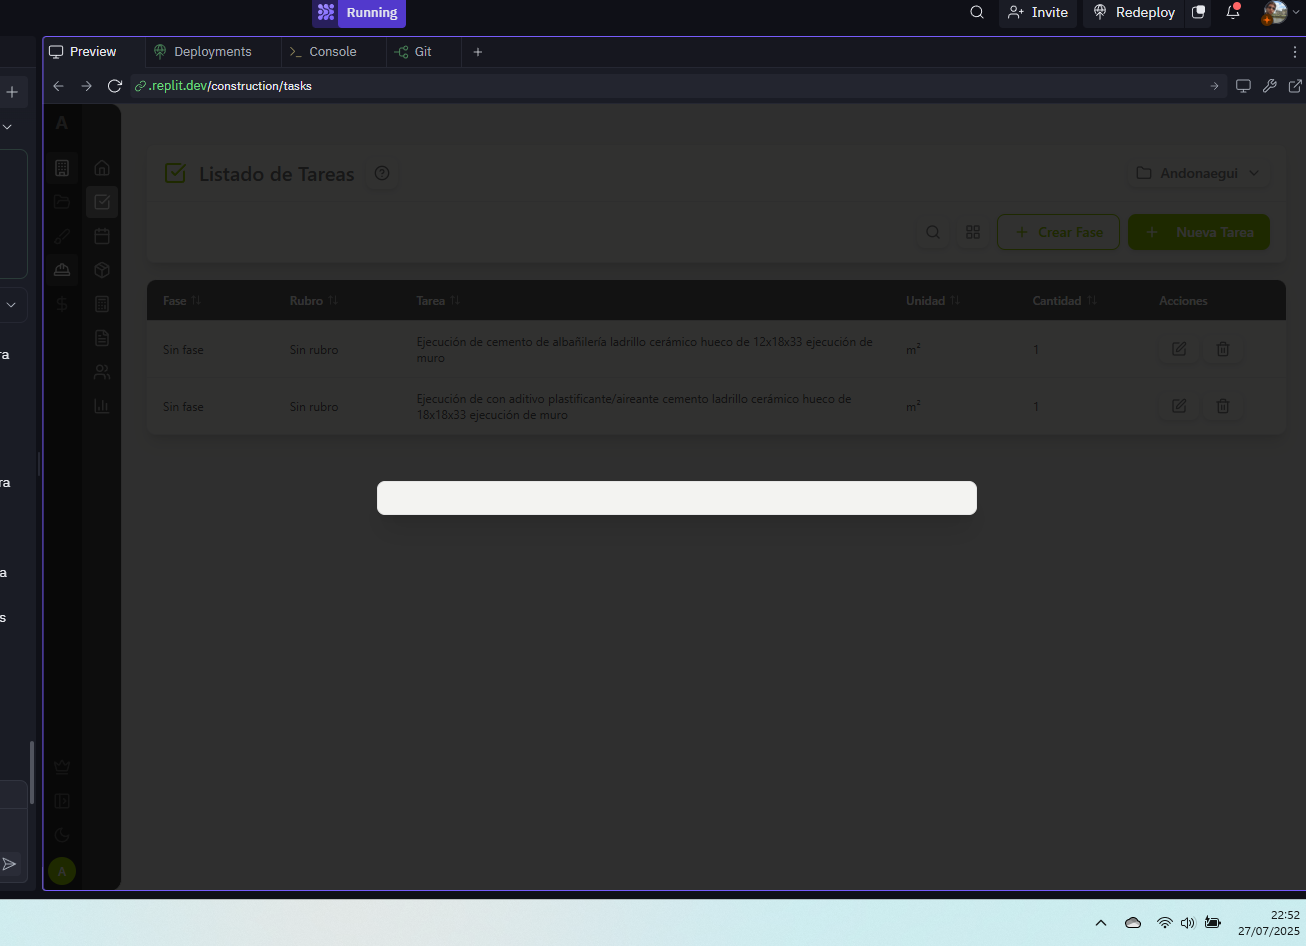 Running
Invite
Redeploy
Preview
Deployments
Console
Git
.replit.dev/construction/tasks
A
Listado de Tareas
Andonaegui
Crear Fase
Nueva Tarea
Fase
Rubro
Tarea
Unidad
Cantidad
Acciones
Sin fase
Sin rubro
Ejecución de cemento de albañilería ladrillo cerámico hueco de 12x18x33 ejecución de
muro
m²
1
Sin fase
Sin rubro
Ejecución de con aditivo plastificante/aireante cemento ladrillo cerámico hueco de
18x18x33 ejecución de muro
m²
1
ra
ra
a
s
A
22:52
27/07/2025